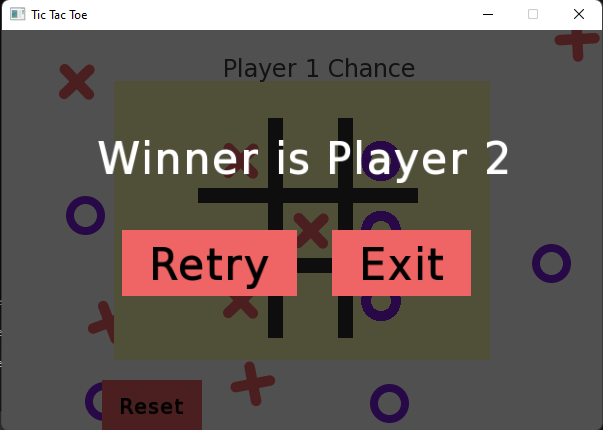 Tic Tac Toe
Player 1 Chance
Winner is Player 2
Retry
Exit
Reset